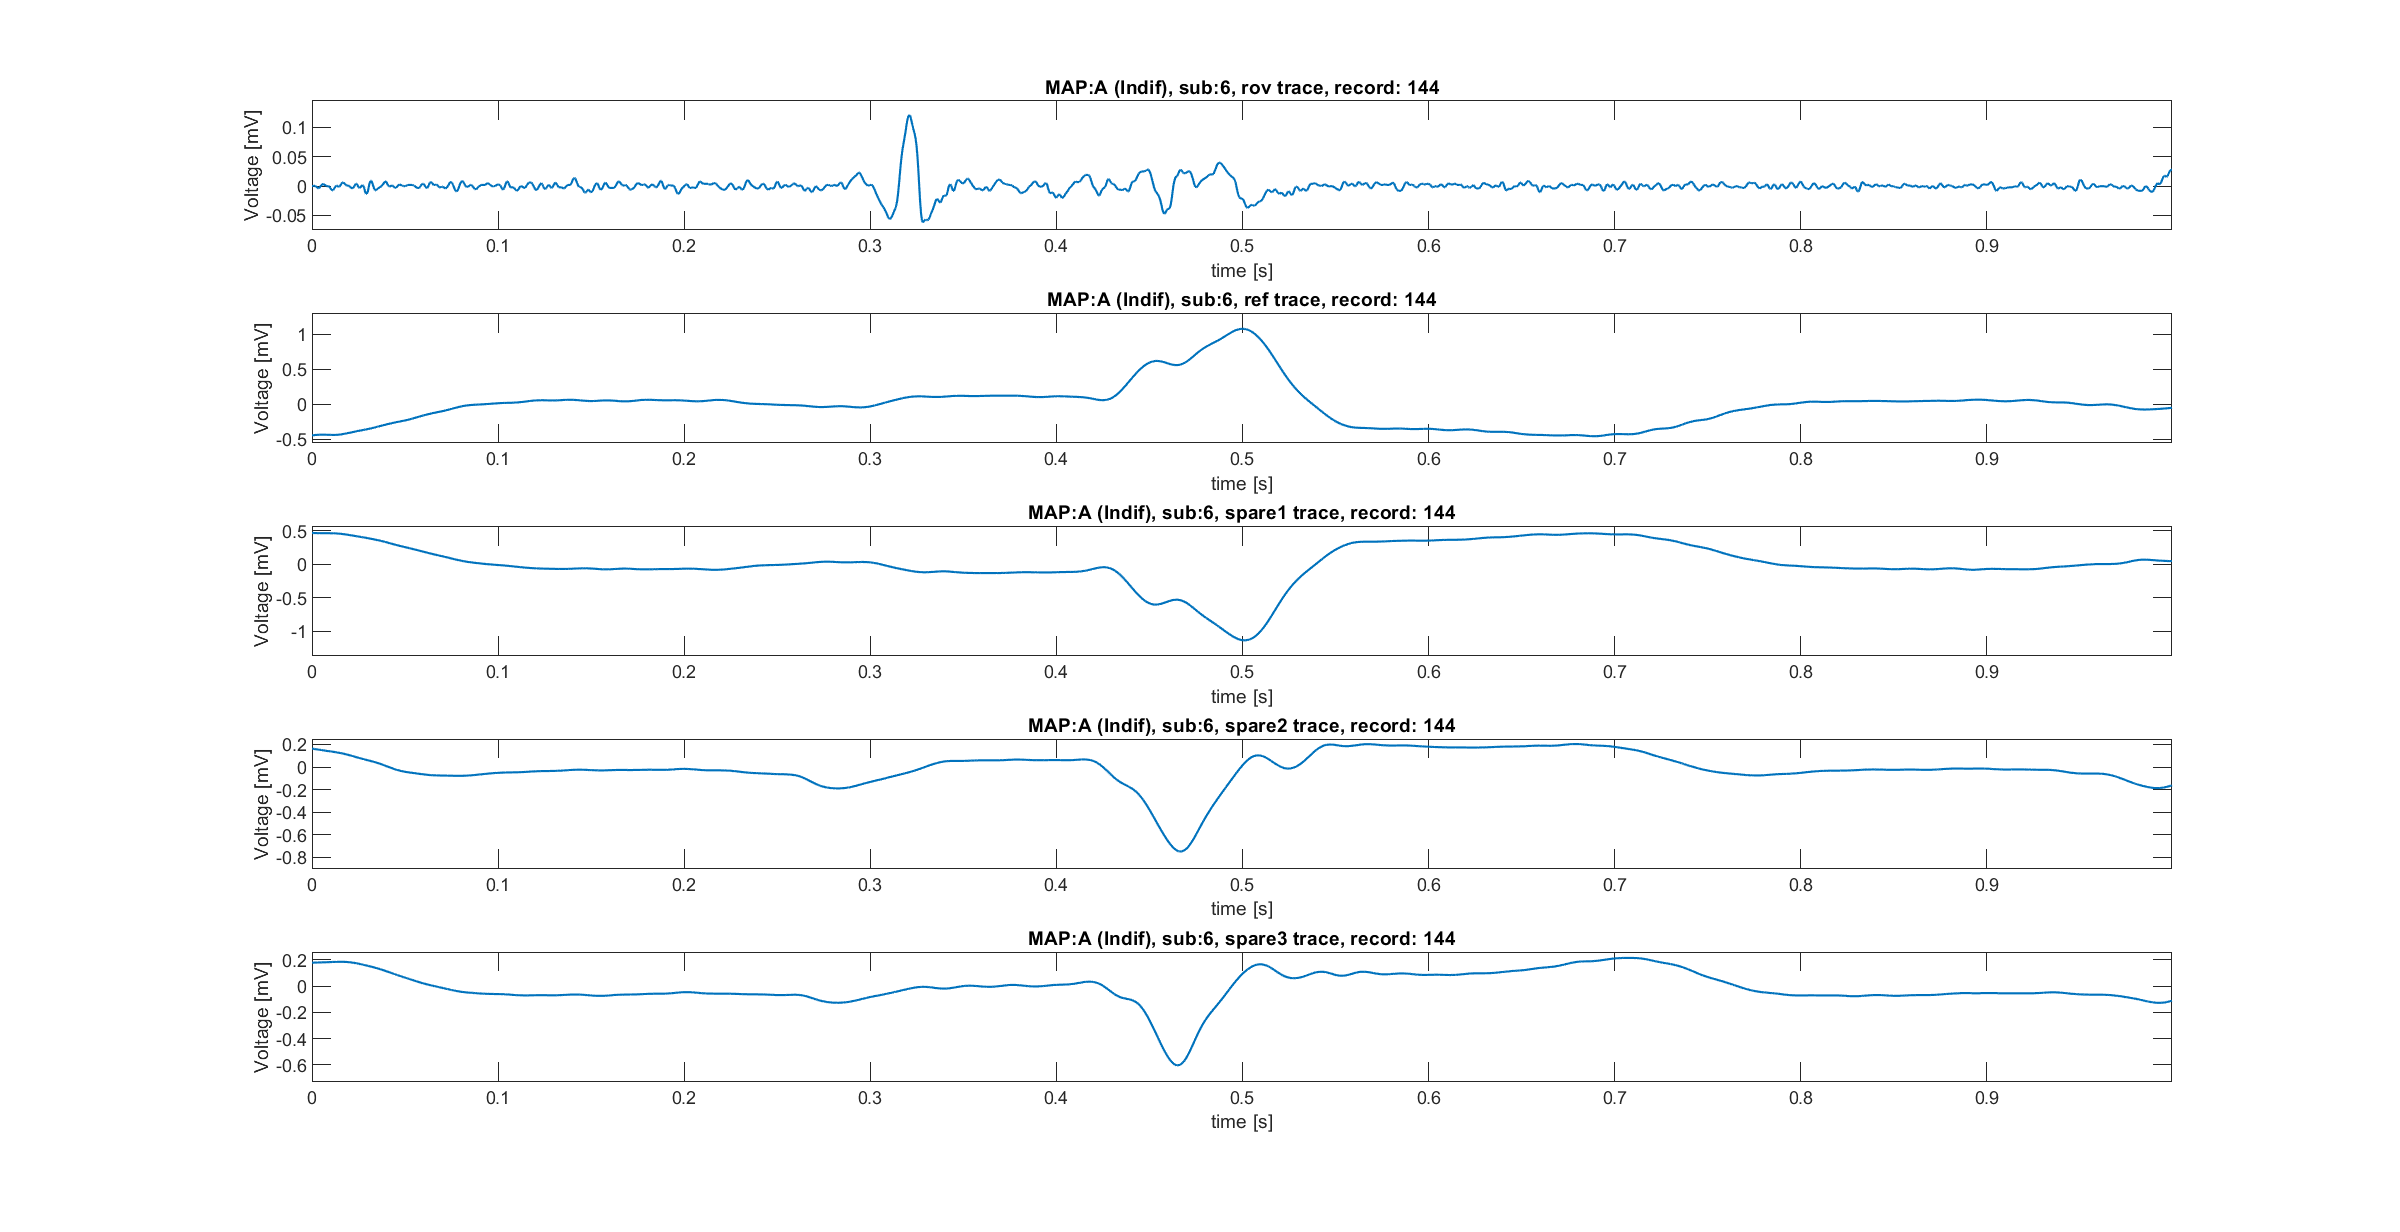 MAP:A (Indif), sub:6, rov trace, record: 144
Voltage [mV]
0.1
0.05
0
-0.05
0 0.1 0.2 0.3 0.4 0.5 0.6 0.7 0.8 0.9
time [s]
MAP:A (Indif), sub:6, ref trace, record: 144
Voltage [mV]
1
0.5
0
-0.5
0 0.1 0.2 0.3 0.4 0.5 0.6 0.7 0.8 0.9
time [s]
MAP:A (Indif), sub:6, spare1 trace, record: 144
Voltage [mV]
0.5
0
-0.5
-1
0 0.1 0.2 0.3 0.4 0.5 0.6 0.7 0.8 0.9
time [s]
MAP:A (Indif), sub:6, spare2 trace, record: 144
Voltage [mV]
0.2
0
-0.2
-0.4
-0.6
-0.8
0 0.1 0.2 0.3 0.4 0.5 0.6 0.7 0.8 0.9
time [s]
MAP:A (Indif), sub:6, spare3 trace, record: 144
Voltage [mV]
0.2
0
-0.2
-0.4
-0.6
0 0.1 0.2 0.3 0.4 0.5 0.6 0.7 0.8 0.9
time [s]